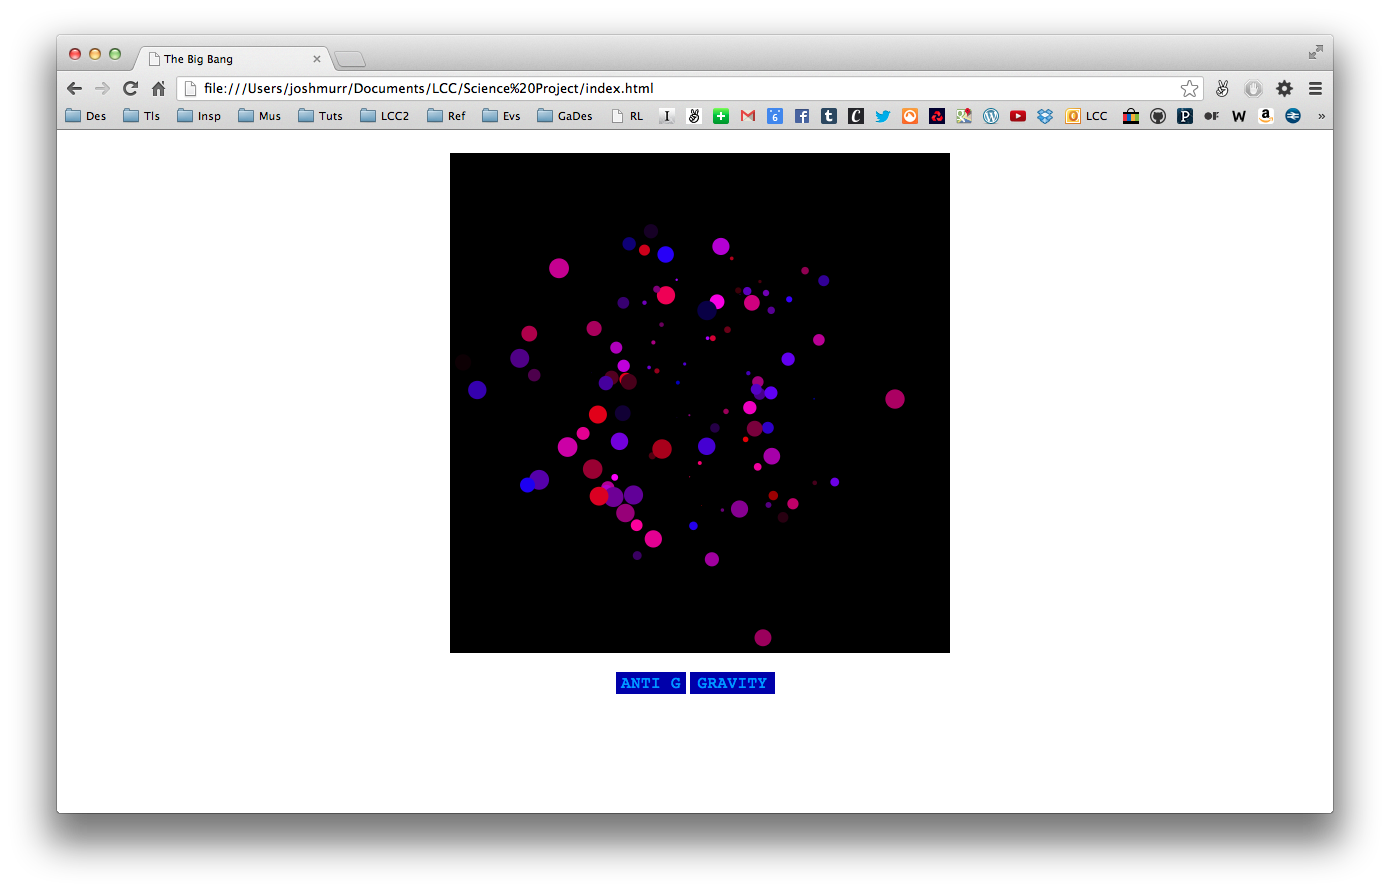 The Big Bang
file:///Users/joshmurr/Documents/LCC/Science%20Project/index.html
Des Tls Insp Mus Tuts LCC2 Ref Evs GaDes RL LCC »
ANTI G GRAVITY